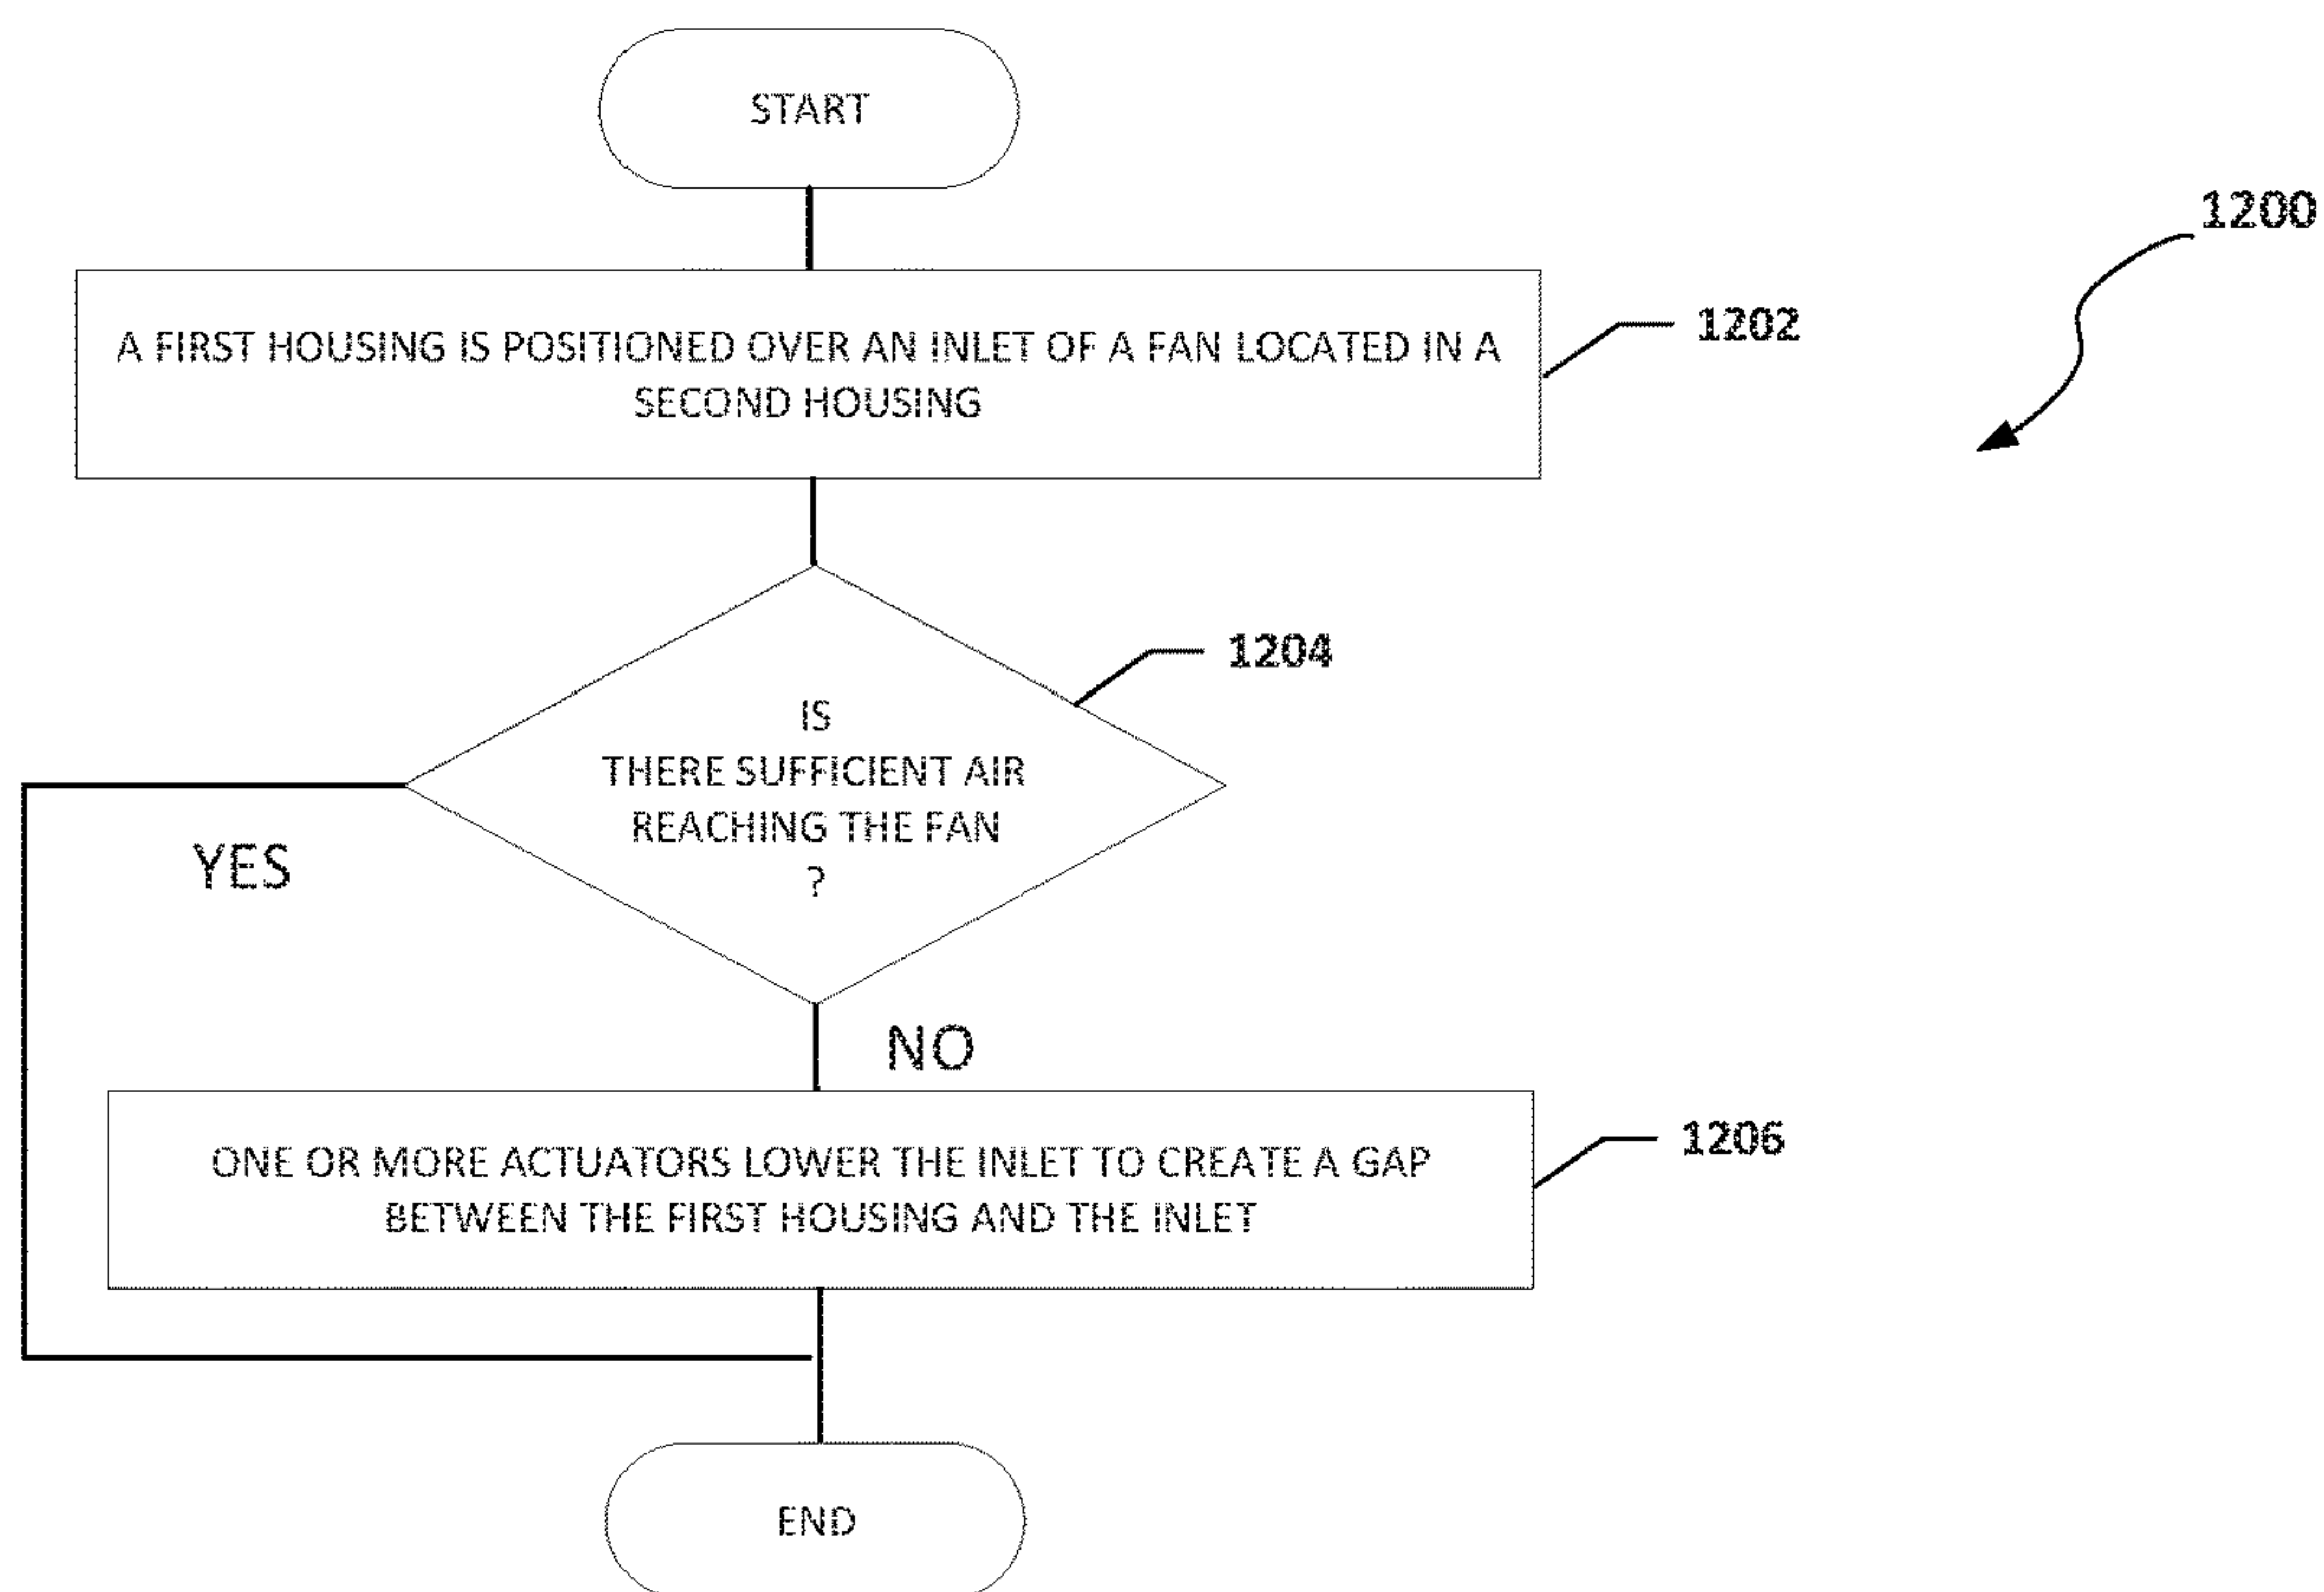 START
1200
A FIRST HOUSING IS POSITIONED OVER AN INLET OF A FAN LOCATED IN A
SECOND HOUSING
1202
1204
IS
THERE SUFFICIENT AIR
REACHING THE FAN
?
YES
NO
ONE OR MORE ACTUATORS LOWER THE INLET TO CREATE A GAP
BETWEEN THE FIRST HOUSING AND THE INLET
1206
END